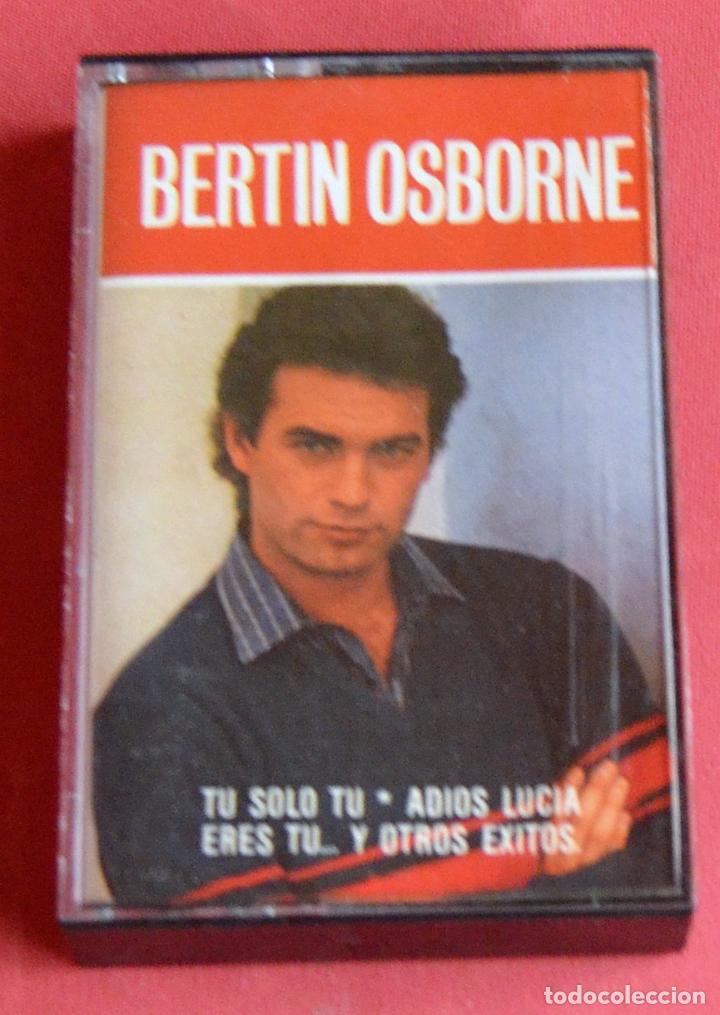 BERTIN OSBORNE
TU SOLO TU * ADIOS LUCIA
ERES TU... Y OTROS EXITOS.
todocoleccion